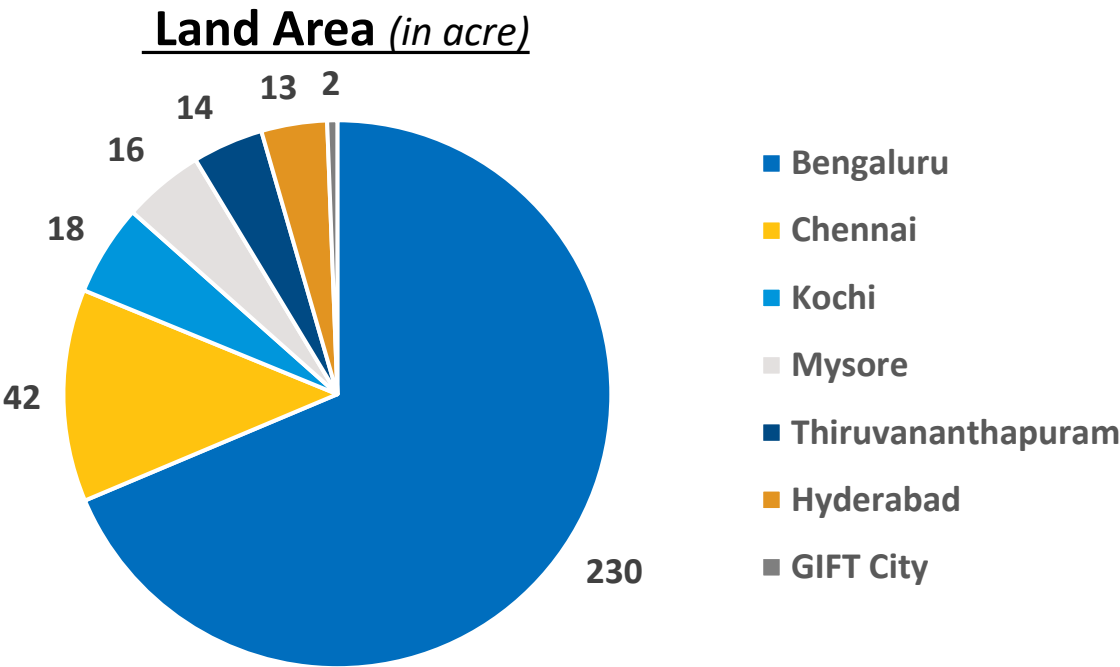 Land Area (in acre)
2
13
14
16
18
42
230
Bengaluru
Chennai
Kochi
Mysore
Thiruvananthapuram
Hyderabad
GIFT City